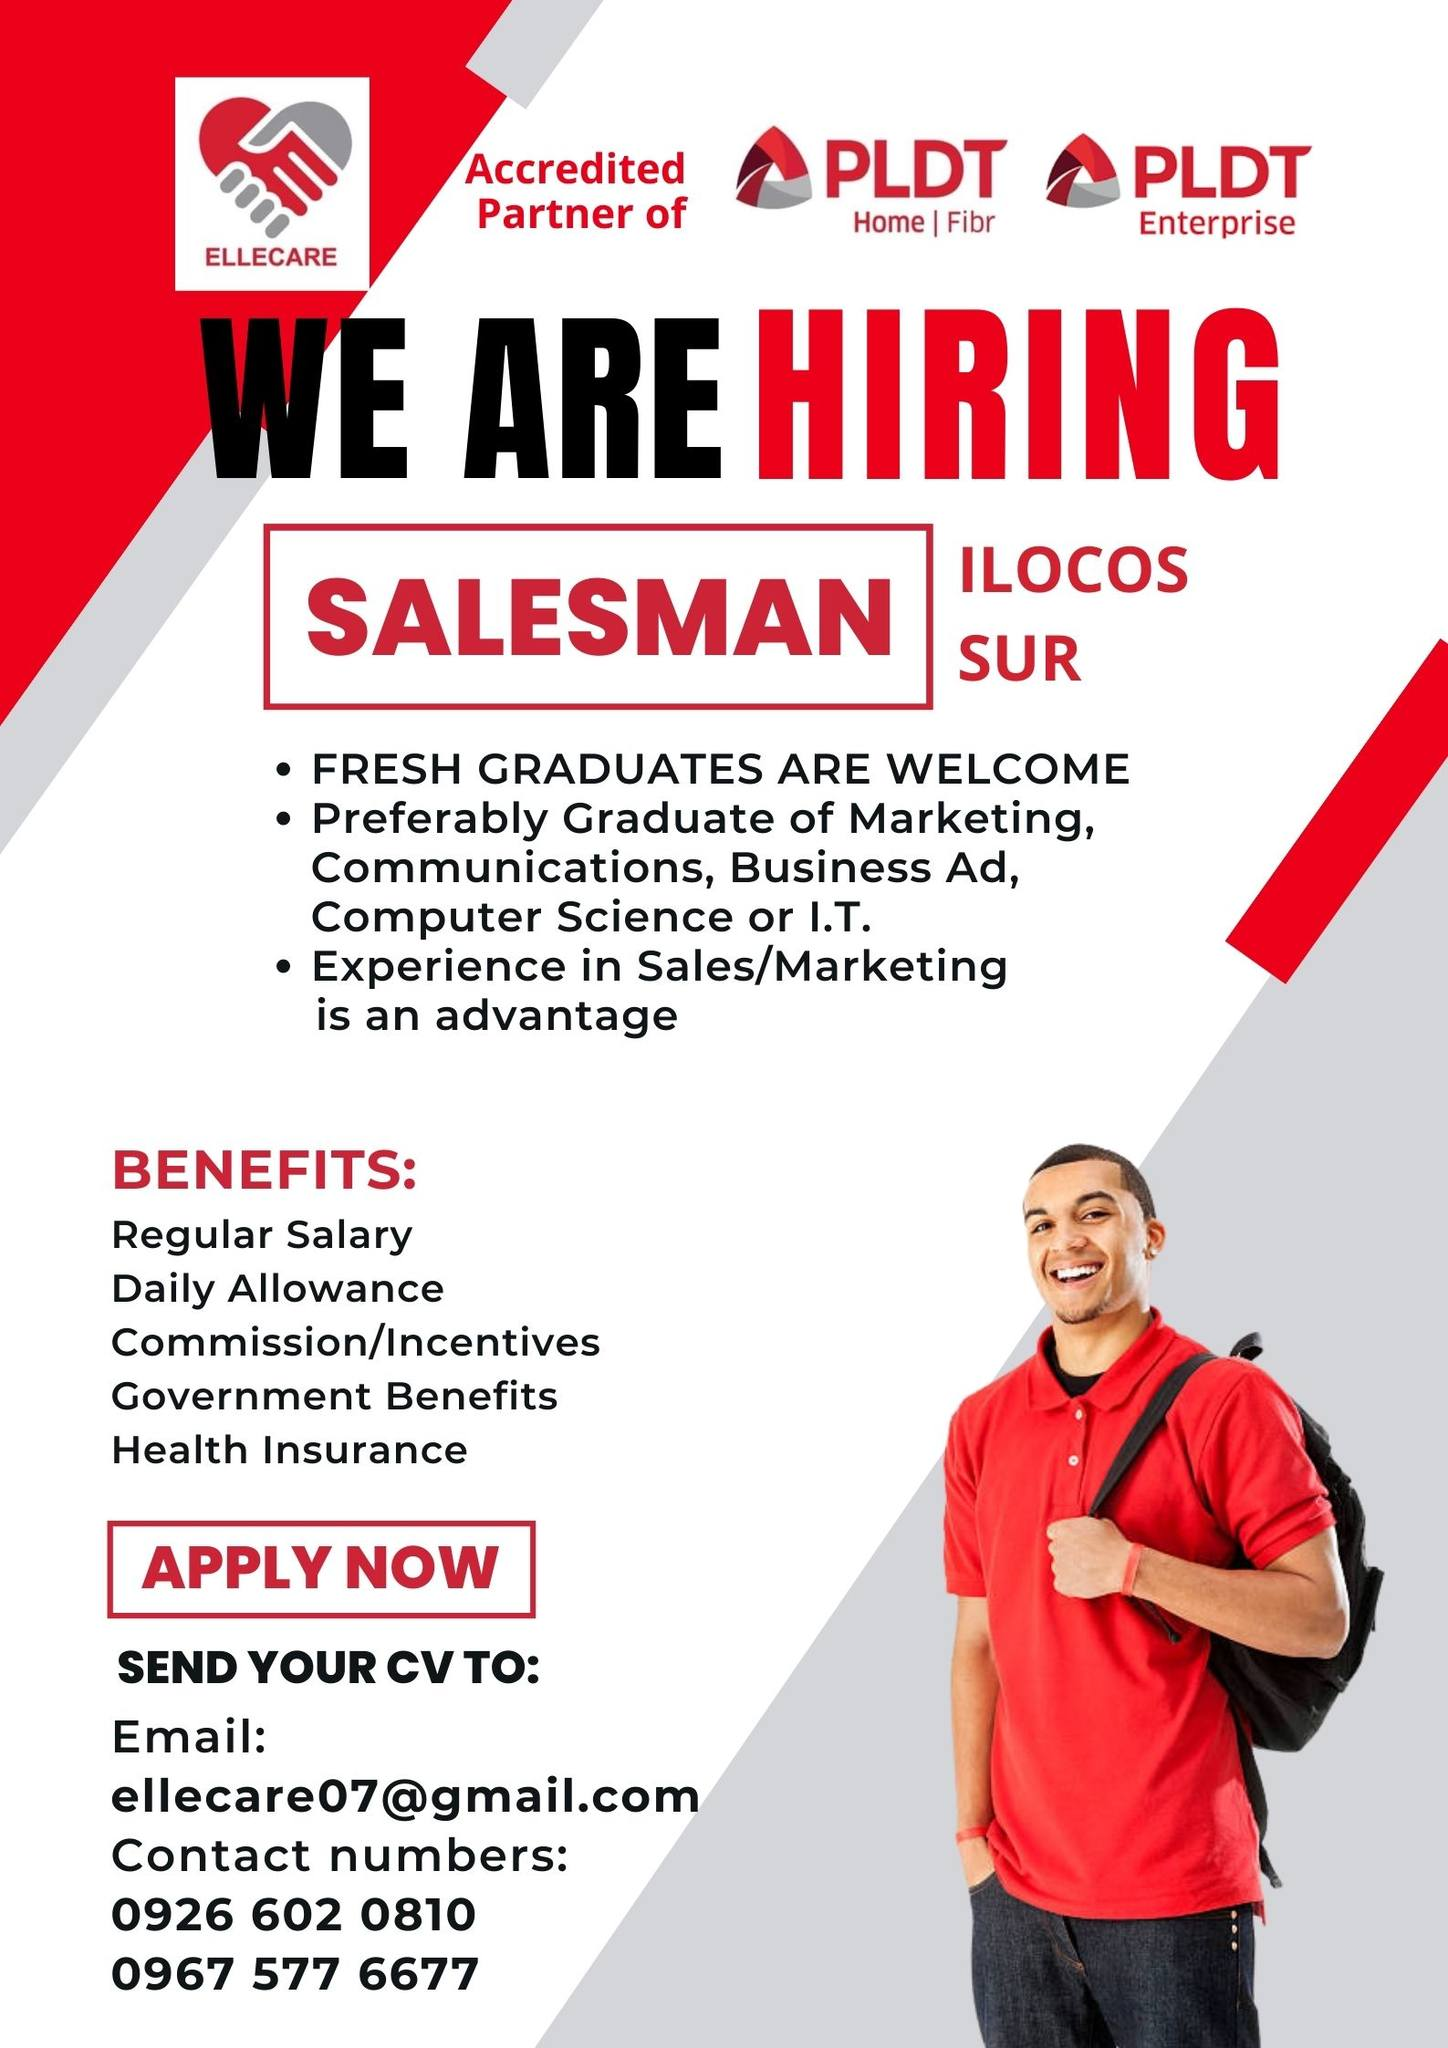 ELLECARE
Accredited
Partner of
PLDT
Home | Fibr
PLDT
Enterprise
WE ARE HIRING
SALESMAN
ILOCOS
SUR
• FRESH GRADUATES ARE WELCOME
• Preferably Graduate of Marketing,
Communications, Business Ad,
Computer Science or I.T.
• Experience in Sales/Marketing
is an advantage
BENEFITS:
Regular Salary
Daily Allowance
Commission/Incentives
Government Benefits
Health Insurance
APPLY NOW
SEND YOUR CV TO:
Email:
ellecare07@gmail.com
Contact numbers:
0926 602 0810
0967 577 6677